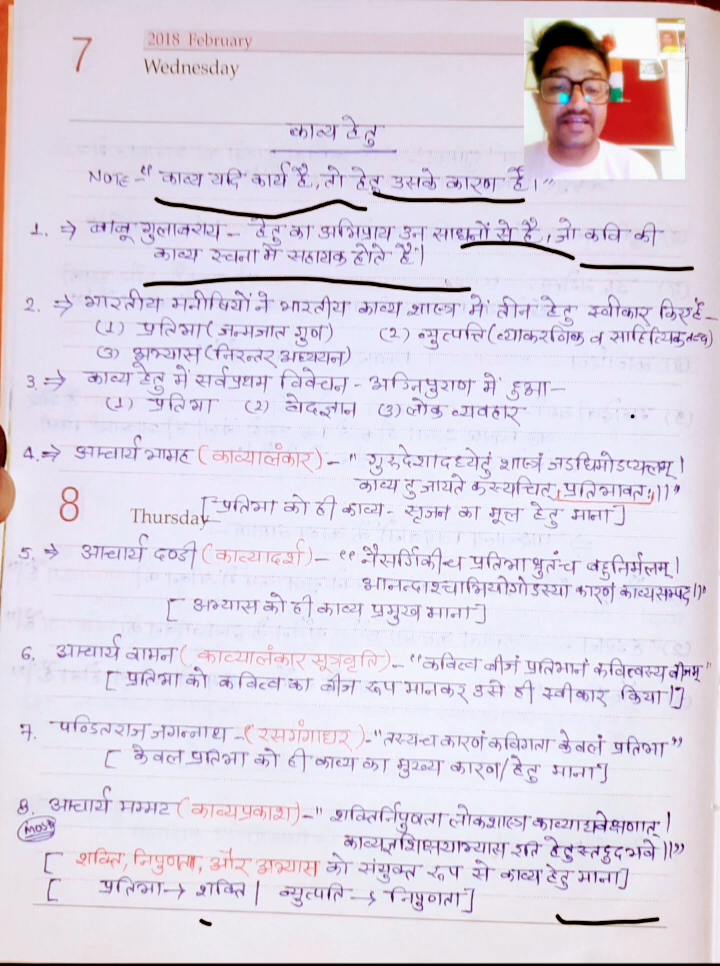 7
2018 February
Wednesday
काव्य हेतु
NOTE-"काव्य यदि कार्य है, तो हेतु उसके कारण हैं।"
1. ⇒ बाबू गुलाबराय - हेतु का अभिप्राय उन साधनों से है, जो कवि की
काव्य रचना में सहायक होते हैं।
2. ⇒ भारतीय मनीषियों ने भारतीय काव्य शास्त्र में तीन हेतु स्वीकार किए हैं-
(1) प्रतिभा (जन्मजात गुण) (2) व्युत्पत्ति (व्याकरणिक व साहित्यिक
(3) अभ्यास (निरन्तर अध्ययन)
3. ⇒ काव्य हेतु में सर्वप्रथम विवेचन - अग्निपुराण में हुआ-
(1) प्रतिभा (2) वेदज्ञान (3) लोक व्यवहार
4. ⇒ आचार्य भामह (काव्यालंकार) - "गुरुदेशादध्येतुं शास्त्रं जडधियोडप्यलम्।
काव्य तु जायते कस्यचित् प्रतिभावतः।।"
[प्रतिभा को ही काव्य - सृजन का मूल हेतु माना]
8
Thursday
5. ⇒ आचार्य दण्डी (काव्यादर्श) - "नैसर्गिकी च प्रतिभा श्रुतंच बहुनिर्मलम्।
आनन्दाश्चाभियोगोडस्या कारणं काव्यसम्पद।।"
[अभ्यास को ही काव्य प्रमुख माना]
6. आचार्य वामन (काव्यालंकार सूत्रवृति) - "कवित्व बीजं प्रतिभानं कवित्वस्य बीजम्"
[प्रतिभा को कवित्व का बीज रूप मानकर उसे ही स्वीकार किया।]
7. पण्डितराज जगन्नाथ - (रसगंगाधर) - "तस्यच कारणं कविगता केवलं प्रतिभा"
[केवल प्रतिभा को ही काव्य का मुख्य कारण/हेतु माना]
8. आचार्य मम्मट (काव्यप्रकाश) - "शक्तिर्निपुणता लोकशास्त्र काव्याद्यवेक्षणात्।
Most
काव्यज्ञशिक्षयाभ्यास इति हेतुस्तदुदभवे।।"
[शक्ति, निपुणता, और अभ्यास को संयुक्त रूप से काव्य हेतु माना]
[प्रतिभा → शक्ति | व्युत्पति → निपुणता]